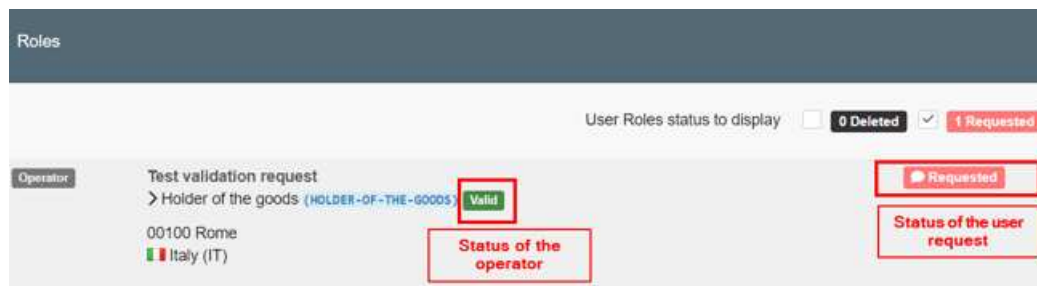 Roles
User Roles status to display 0 Deleted 1 Requested
Operator Test validation request Requested
Holder of the goods (HOLDER-OF-THE-GOODS) Valid
00100 Rome
Italy (IT)
Status of the
operator
Status of the user
request